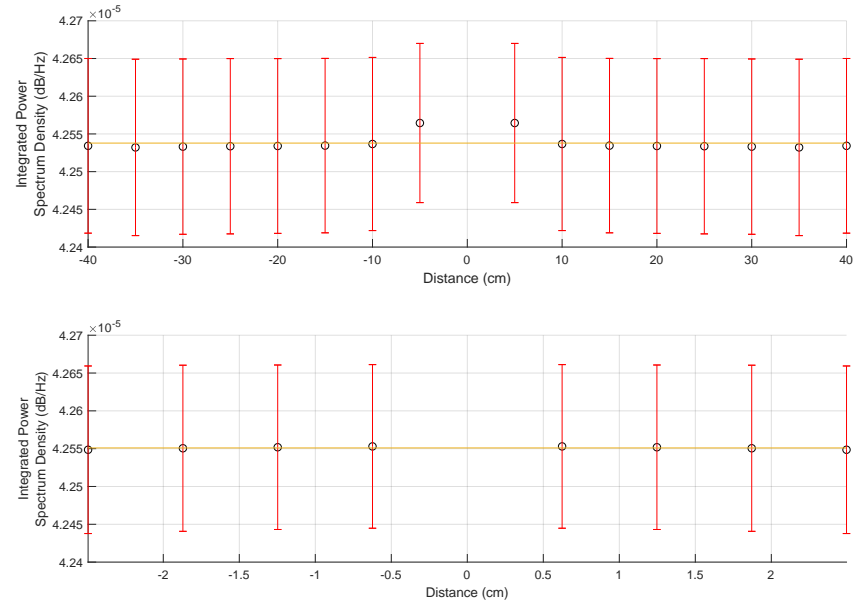 ×10-5
4.27
4.265
4.26
4.255
4.25
4.245
4.24
Integrated Power
Spectrum Density (dB/Hz)
-40 -30 -20 -10 0 10 20 30 40
Distance (cm)
×10-5
4.27
4.265
4.26
4.255
4.25
4.245
4.24
Integrated Power
Spectrum Density (dB/Hz)
-2 -1.5 -1 -0.5 0 0.5 1 1.5 2
Distance (cm)